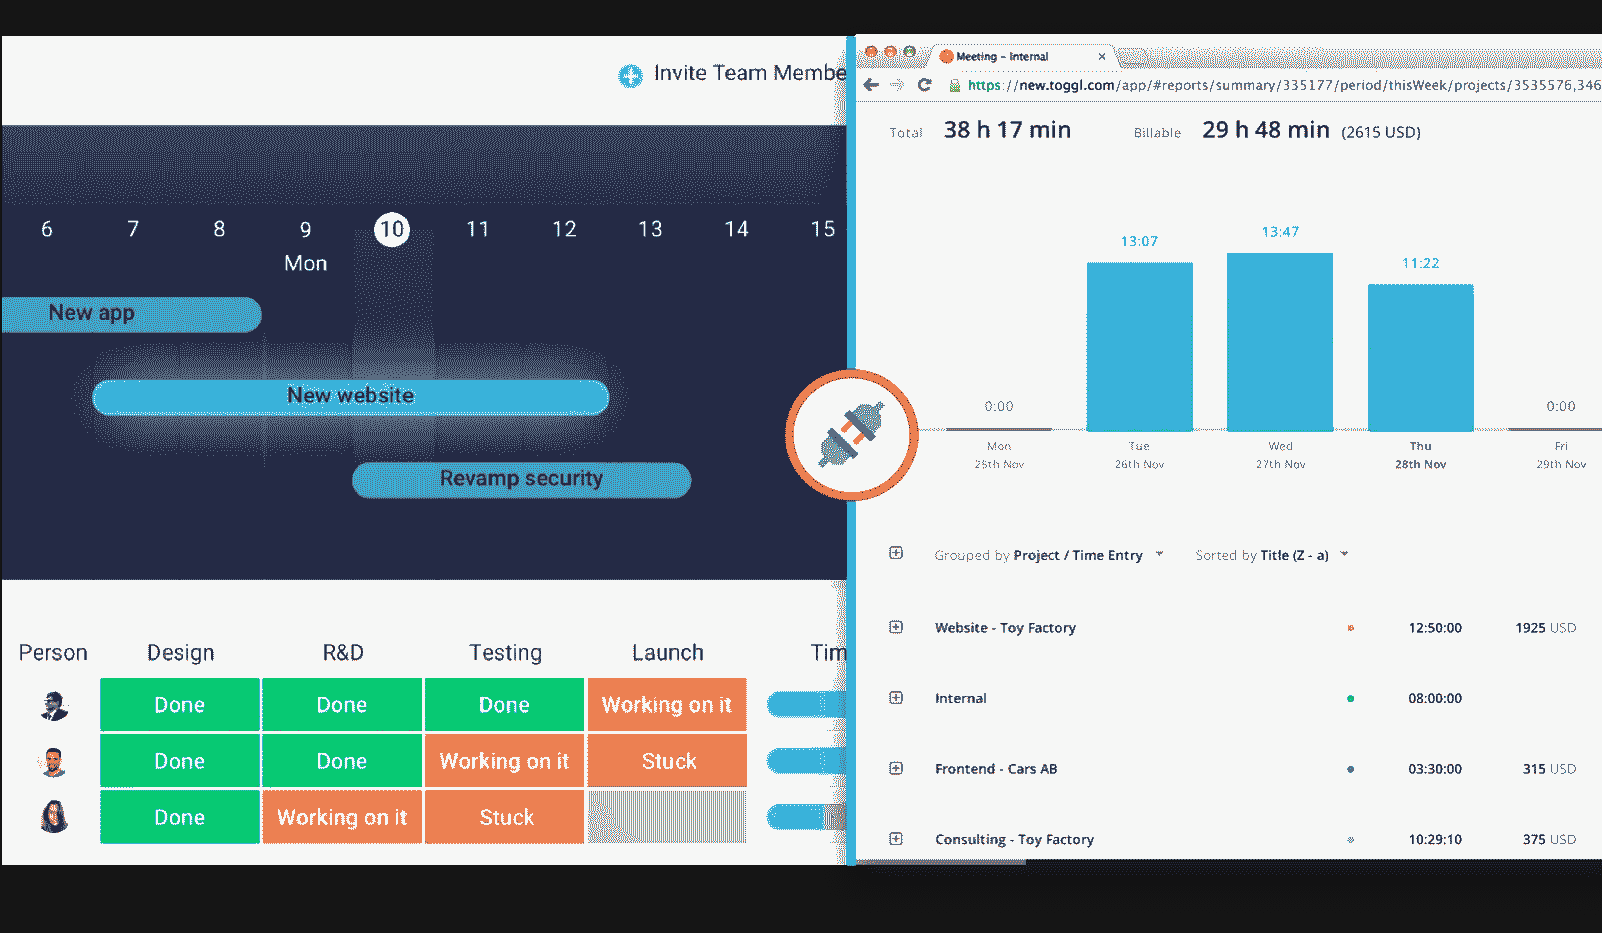 Invite Team Membe
6 7 8 9 10 11 12 13 14 15
Mon
New app
New website
Revamp security
Person Design R&D Testing Launch Tim
Done Done Done Working on it
Done Done Working on it Stuck
Done Working on it Stuck
Meeting - Internal
https://new.toggl.com/app/#reports/summary/335177/period/thisWeek/projects/3535576,346
Total 38 h 17 min Billable 29 h 48 min (2615 USD)
13:07 13:47 11:22
0:00 0:00
Mon Tue Wed Thu Fri
25th Nov 26th Nov 27th Nov 28th Nov 29th Nov
Grouped by Project / Time Entry Sorted by Title (Z - a)
Website - Toy Factory 12:50:00 1925 USD
Internal 08:00:00
Frontend - Cars AB 03:30:00 315 USD
Consulting - Toy Factory 10:29:10 375 USD